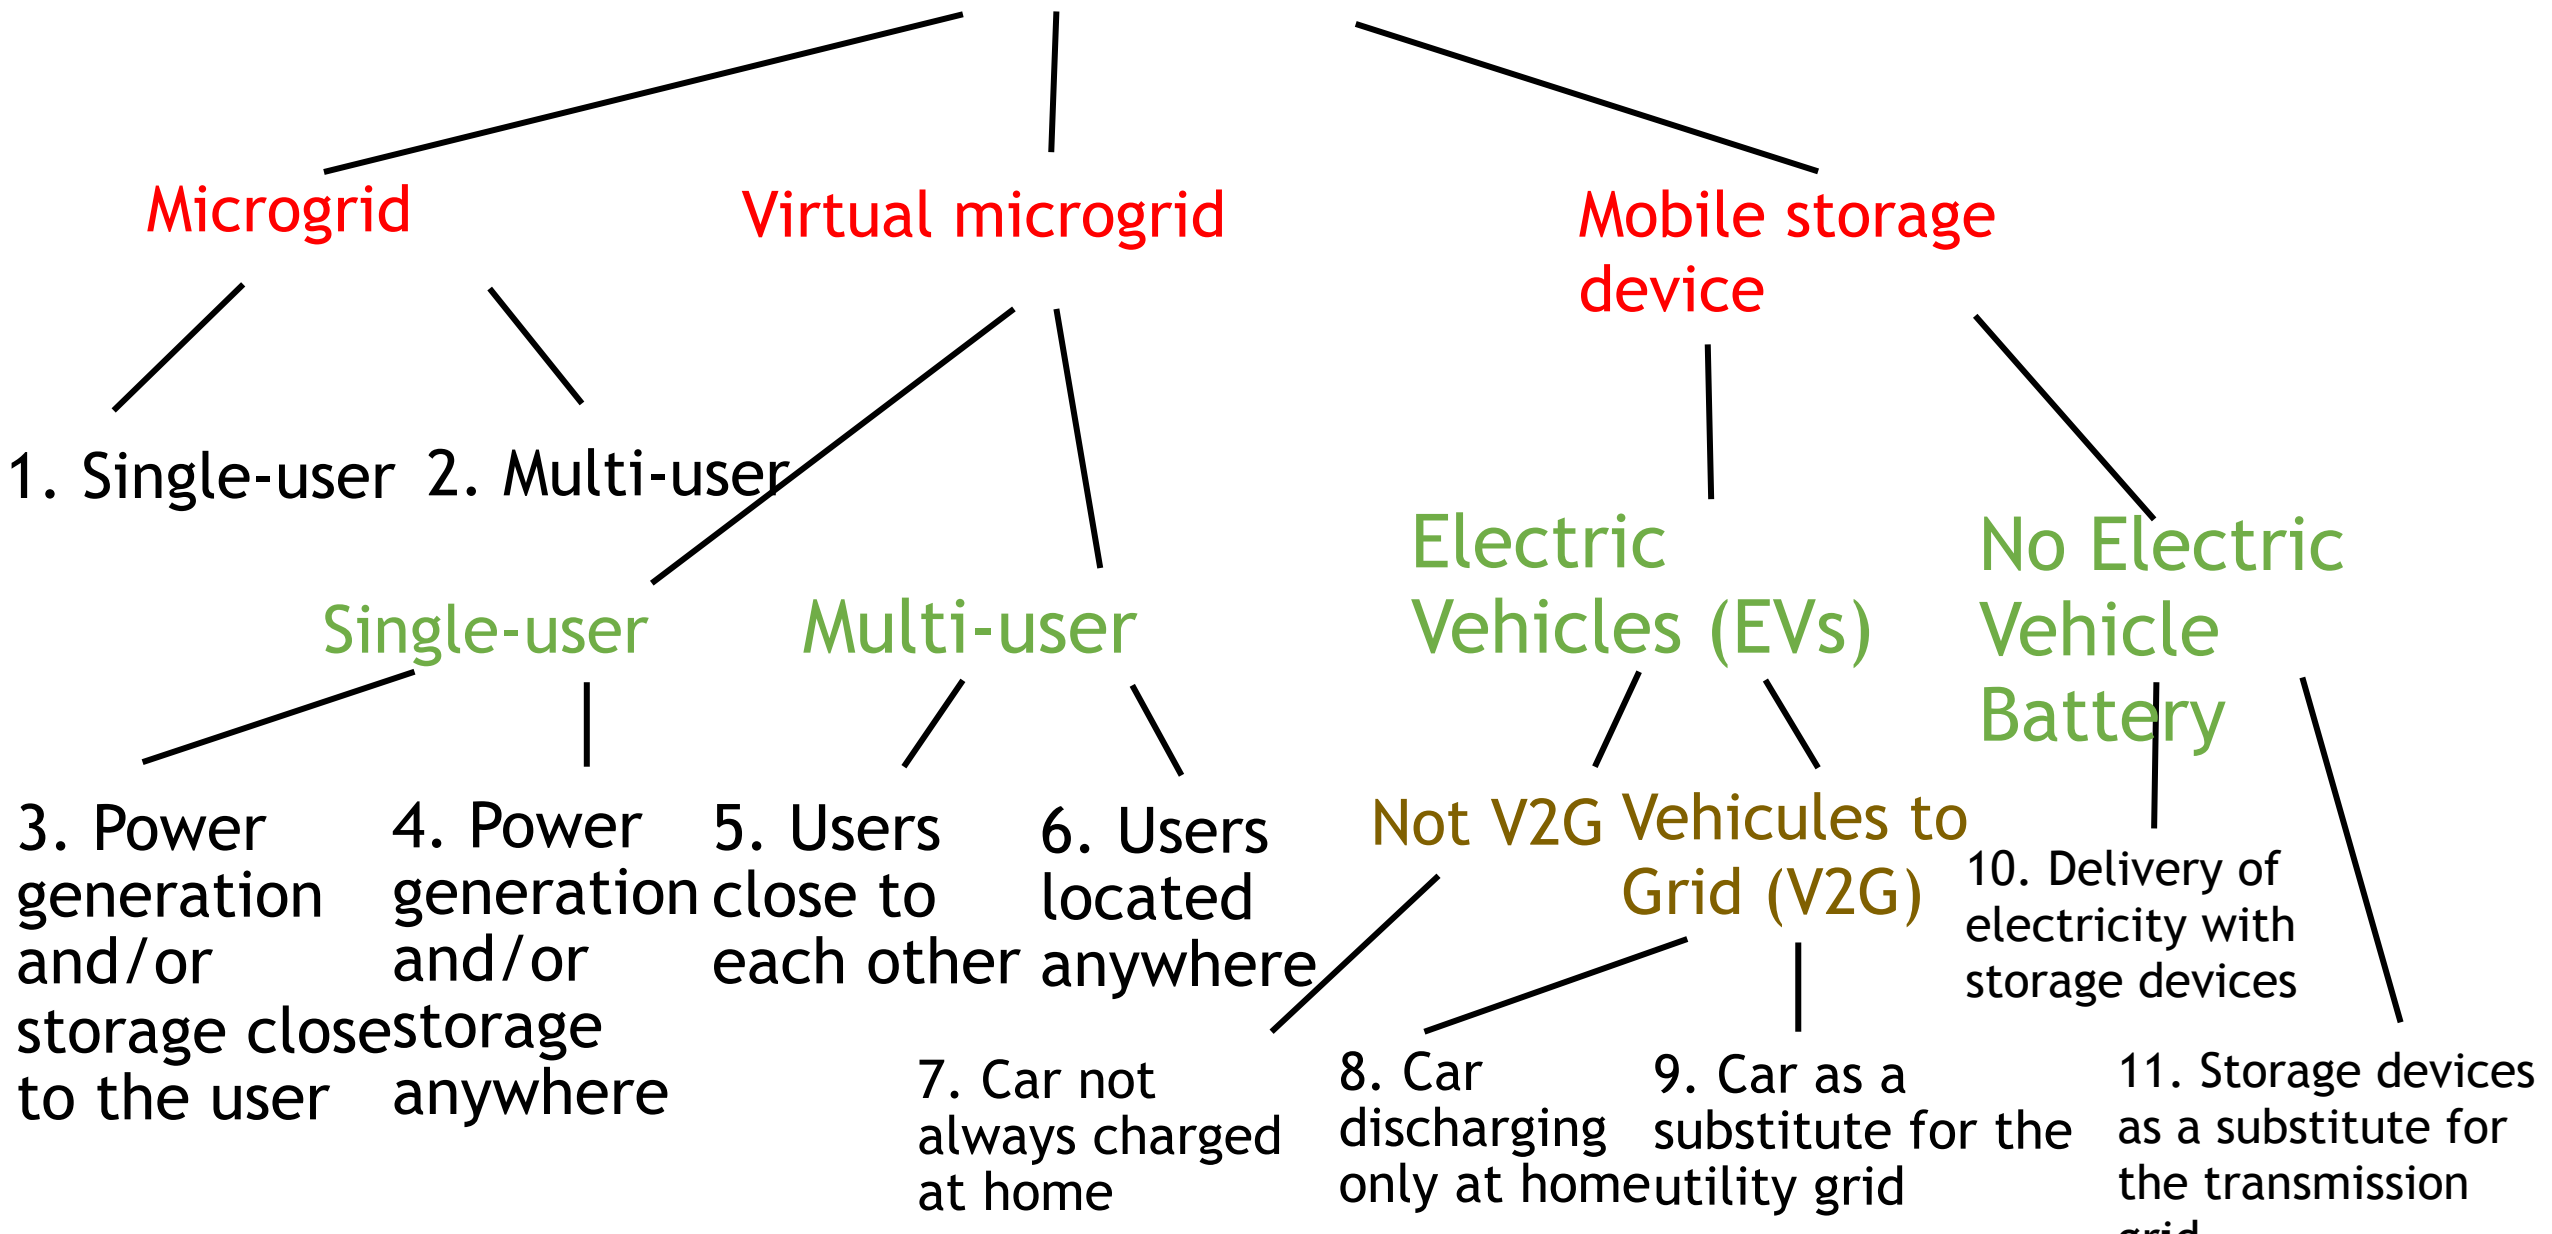 Microgrid
Virtual microgrid
Mobile storage
device
1. Single-user
2. Multi-user
Single-user
Multi-user
Electric
Vehicles (EVs)
No Electric
Vehicle
Battery
3. Power
generation
and/or
storage close
to the user
4. Power
generation
and/or
storage
anywhere
5. Users
close to
each other
6. Users
located
anywhere
Not V2G
Vehicules to
Grid (V2G)
7. Car not
always charged
at home
8. Car
discharging
only at home
9. Car as a
substitute for the
utility grid
10. Delivery of
electricity with
storage devices
11. Storage devices
as a substitute for
the transmission
grid